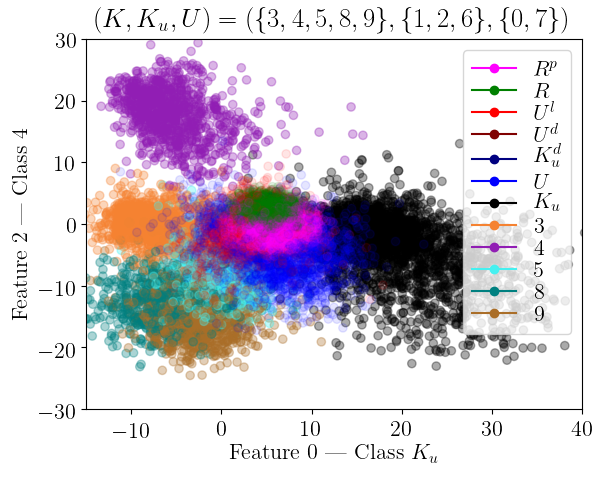 (K, K_u, U) = ({3, 4, 5, 8, 9}, {1, 2, 6}, {0, 7})
30
20
10
0
−10
−20
−30
Feature 2 — Class 4
R^p
R
U^l
U^d
K_u^d
U
K_u
3
4
5
8
9
−10
0
10
20
30
40
Feature 0 — Class K_u